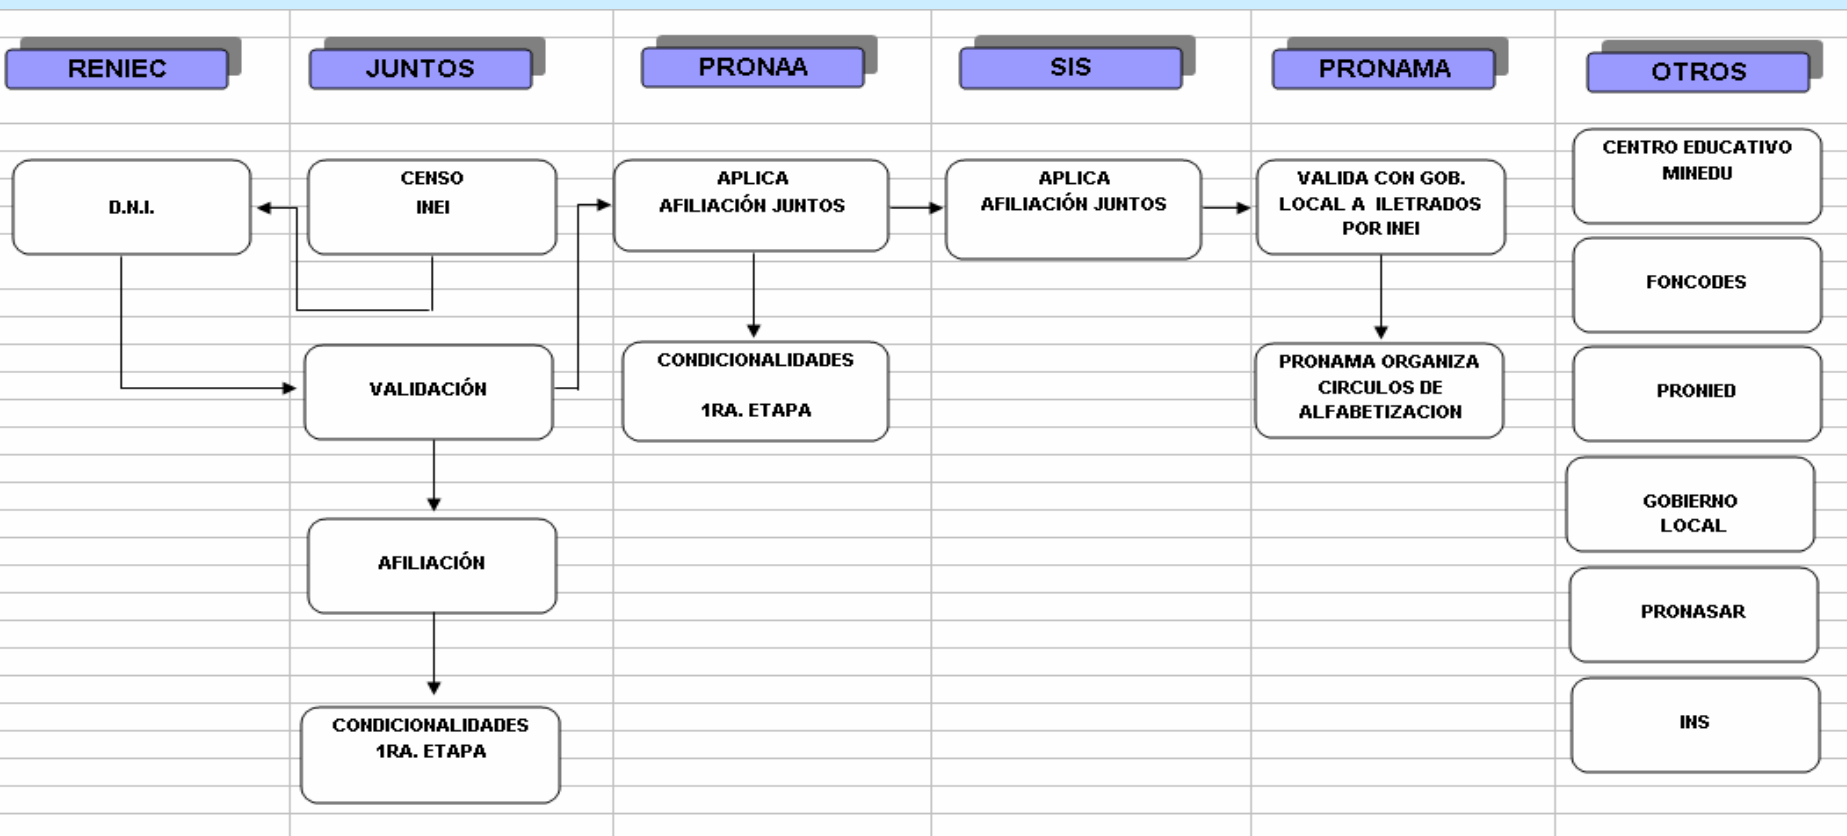 RENIEC
JUNTOS
PRONAA
SIS
PRONAMA
OTROS
D.N.I.
CENSO
INEI
VALIDACIÓN
AFILIACIÓN
CONDICIONALIDADES
1RA. ETAPA
APLICA
AFILIACIÓN JUNTOS
CONDICIONALIDADES
1RA. ETAPA
APLICA
AFILIACIÓN JUNTOS
VALIDA CON GOB.
LOCAL A ILETRADOS
POR INEI
PRONAMA ORGANIZA
CIRCULOS DE
ALFABETIZACION
CENTRO EDUCATIVO
MINEDU
FONCODES
PRONIED
GOBIERNO
LOCAL
PRONASAR
INS